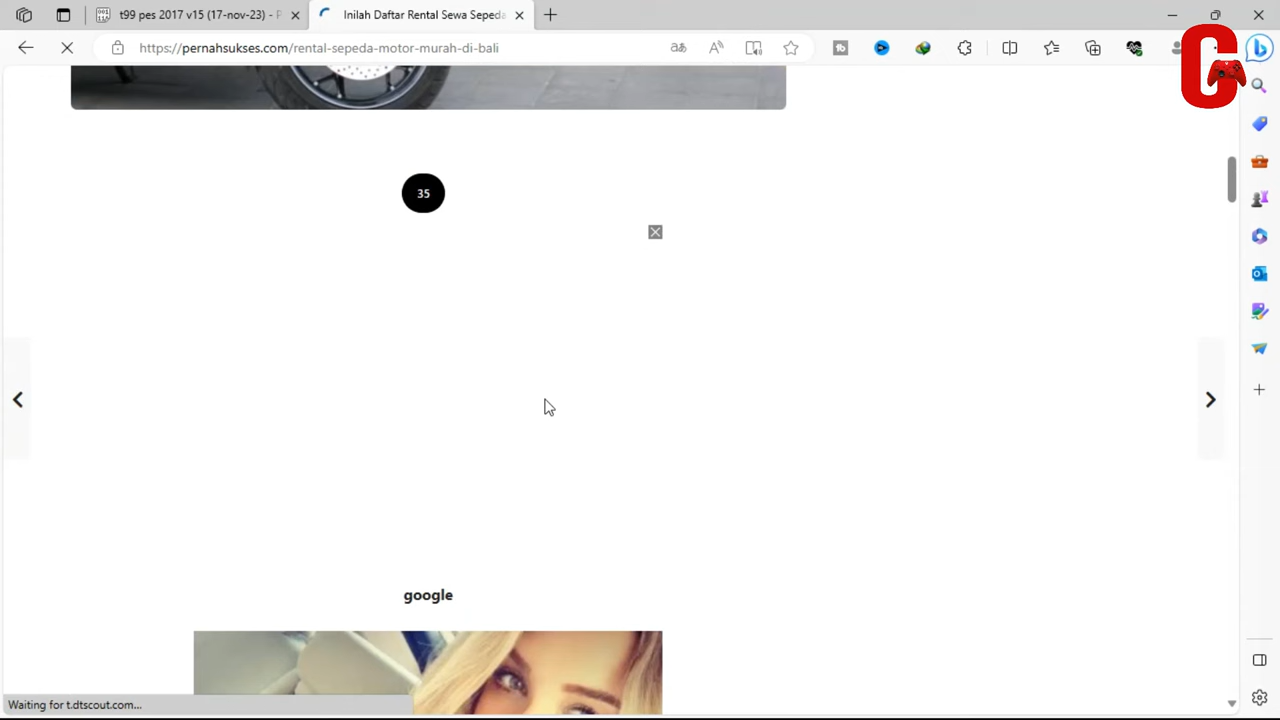 t99 pes 2017 v15 (17-nov-23) - P
Inilah Daftar Rental Sewa Sepeda
https://pernahsukses.com/rental-sepeda-motor-murah-di-bali
35
google
Waiting for t.dtscout.com...